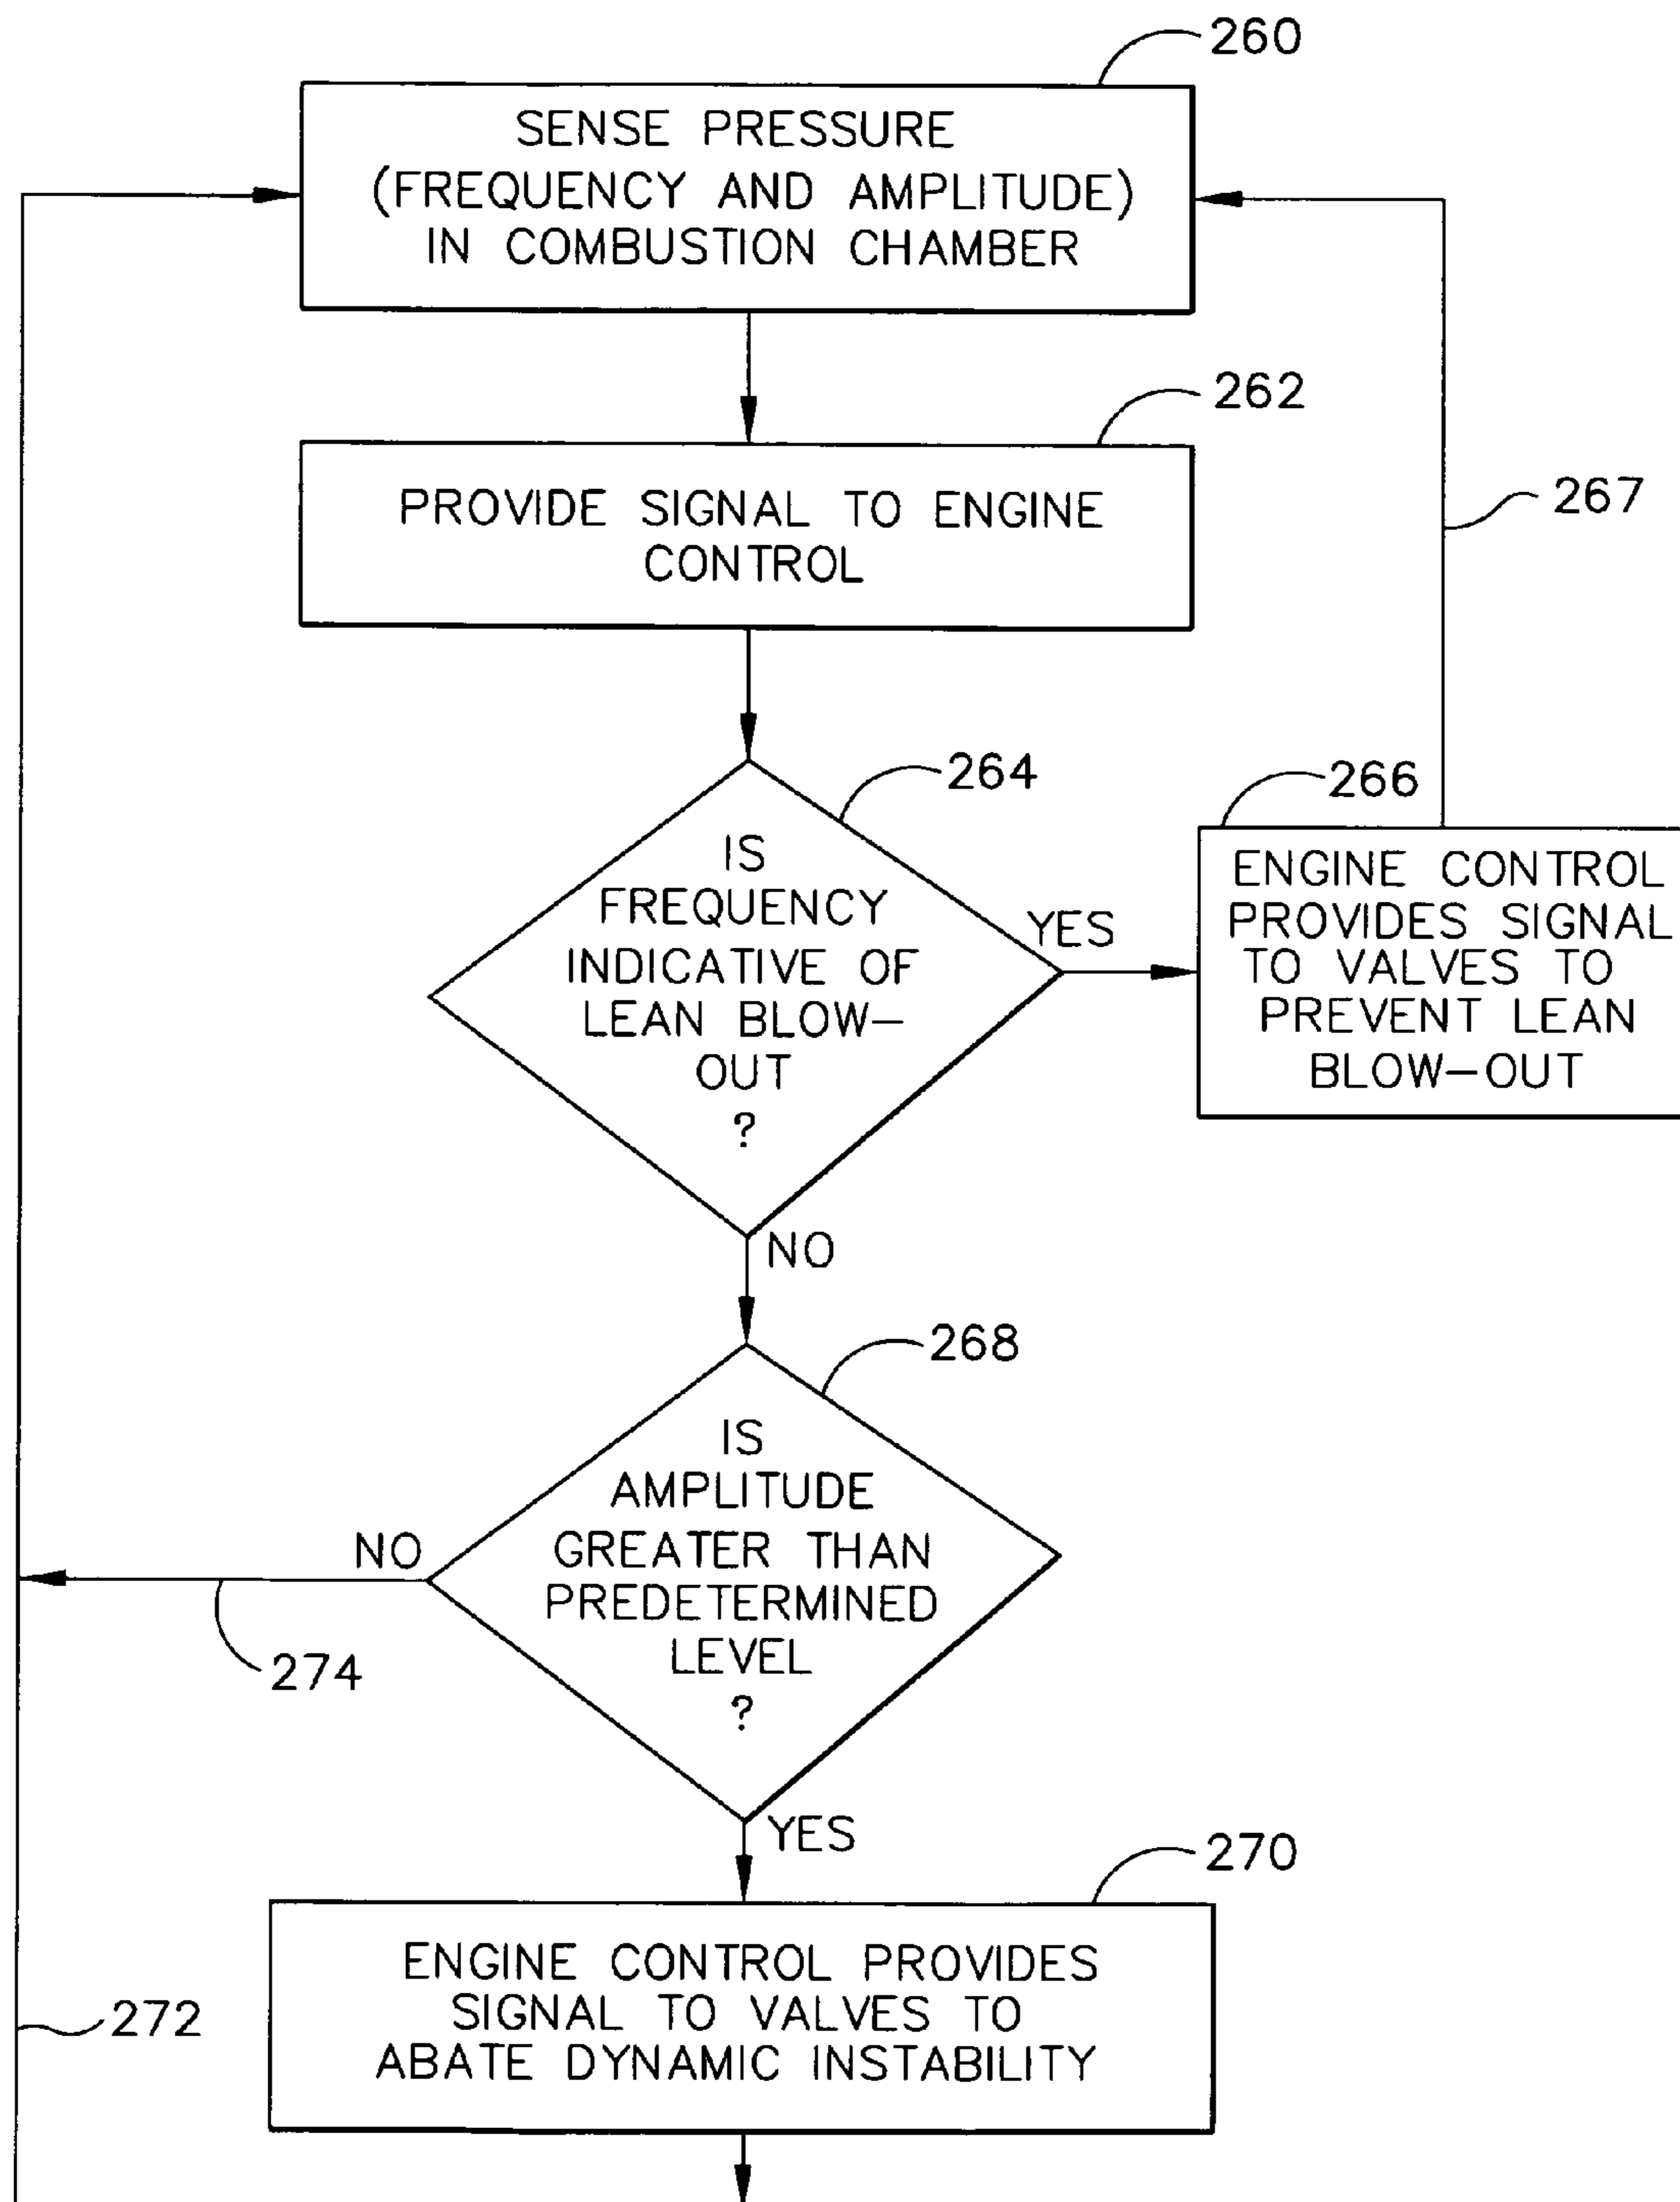 260
SENSE PRESSURE
(FREQUENCY AND AMPLITUDE)
IN COMBUSTION CHAMBER
262
PROVIDE SIGNAL TO ENGINE
CONTROL
267
264
IS
FREQUENCY
INDICATIVE OF
LEAN BLOW–
OUT
?
YES
266
ENGINE CONTROL
PROVIDES SIGNAL
TO VALVES TO
PREVENT LEAN
BLOW–OUT
NO
268
IS
AMPLITUDE
GREATER THAN
PREDETERMINED
LEVEL
?
NO
274
YES
270
ENGINE CONTROL PROVIDES
SIGNAL TO VALVES TO
ABATE DYNAMIC INSTABILITY
272